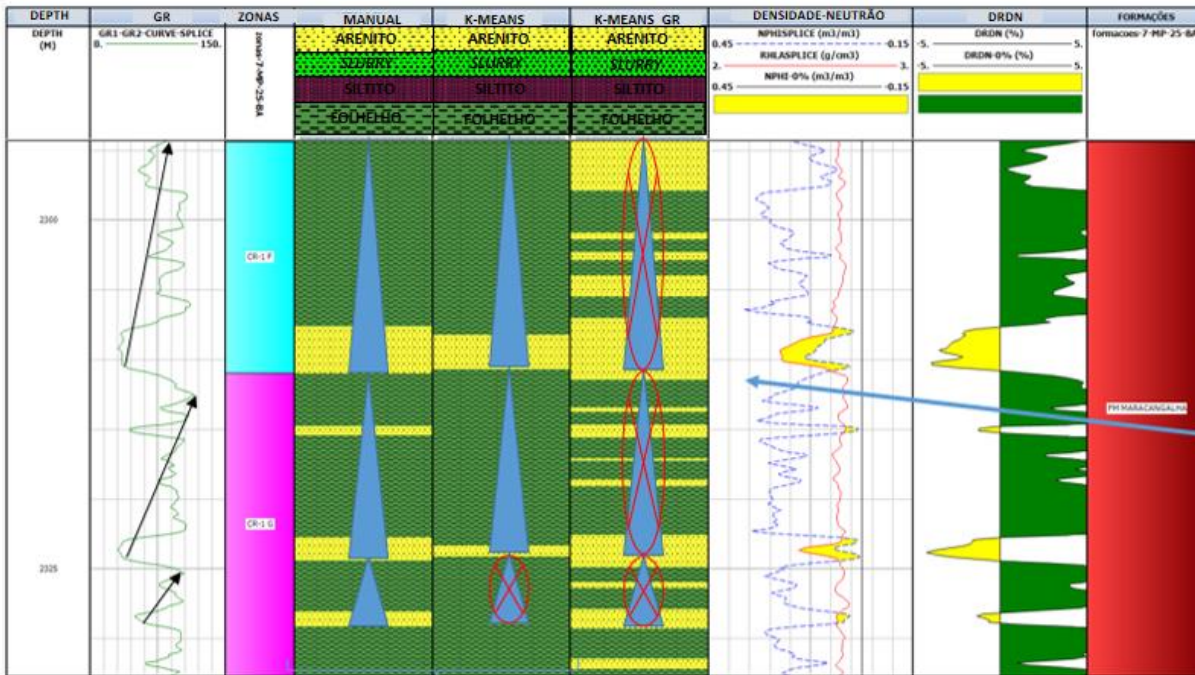 DEPTH
GR
ZONAS
MANUAL
K-MEANS
K-MEANS GR
DENSIDADE-NEUTRÃO
DRDN
FORMAÇÕES
DEPTH
(M)
GR1-GR2-CURVE-SPLICE
0. 150.
zonas-7-MP-25-BA
ARENITO
SLURRY
SILTITO
FOLHELHO
ARENITO
SLURRY
SILTITO
FOLHELHO
ARENITO
SLURRY
SILTITO
FOLHELHO
NPHISPLICE (m3/m3)
0.45 -0.15
RHLASPLICE (g/cm3)
2. 3.
NPHI-0% (m3/m3)
0.45 -0.15
DRDN (%)
-5. 5.
DRDN-0% (%)
-5. 5.
formacoes-7-MP-25-BA
2300
2325
CR-1 F
CR-1 G
FM MARACANGALHA